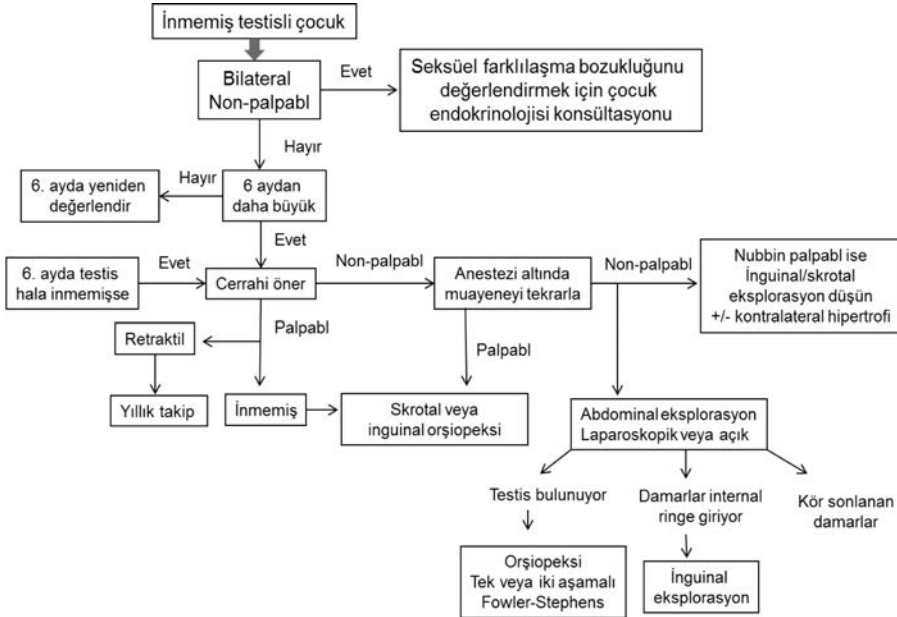 İnmemiş testisli çocuk
Bilateral
Non-palpabl
Evet
Seksüel farklılaşma bozukluğunu
değerlendirmek için çocuk
endokrinolojisi konsültasyonu
Hayır
6. ayda yeniden
değerlendir
Hayır
6 aydan
daha büyük
Evet
6. ayda testis
hala inmemişse
Evet
Cerrahi öner
Non-palpabl
Anestezi altında
muayeneyi tekrarla
Non-palpabl
Nubbin palpabl ise
İnguinal/skrotal
eksplorasyon düşün
+/- kontralateral hipertrofi
Retraktil
Palpabl
Palpabl
Yıllık takip
İnmemiş
Skrotal veya
inguinal orşiopeksi
Abdominal eksplorasyon
Laparoskopik veya açık
Testis bulunuyor
Damarlar internal
ringe giriyor
Kör sonlanan
damarlar
Orşiopeksi
Tek veya iki aşamalı
Fowler-Stephens
İnguinal
eksplorasyon